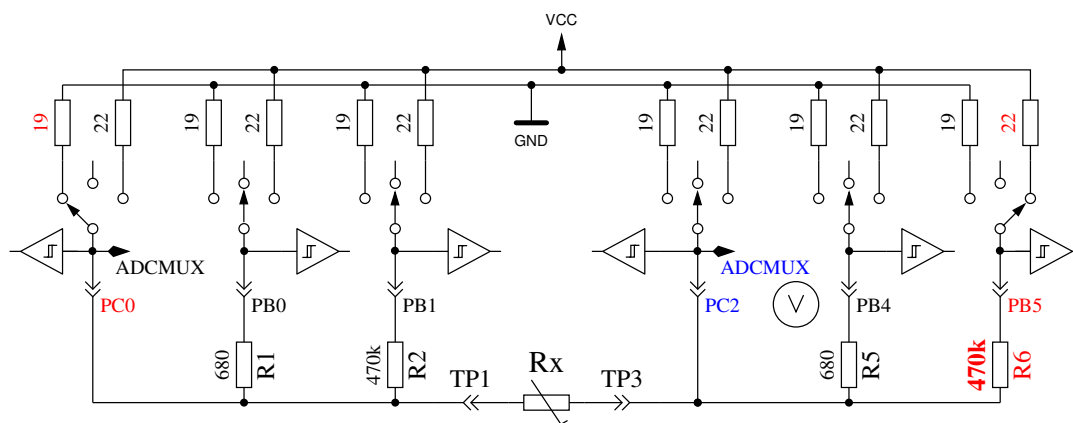 VCC
19
22
19
22
19
22
GND
19
22
19
22
19
22
ADCMUX
ADCMUX
PC0
PB0
PB1
PC2
V
PB4
PB5
680
R1
470k
R2
TP1
Rx
TP3
680
R5
470k
R6